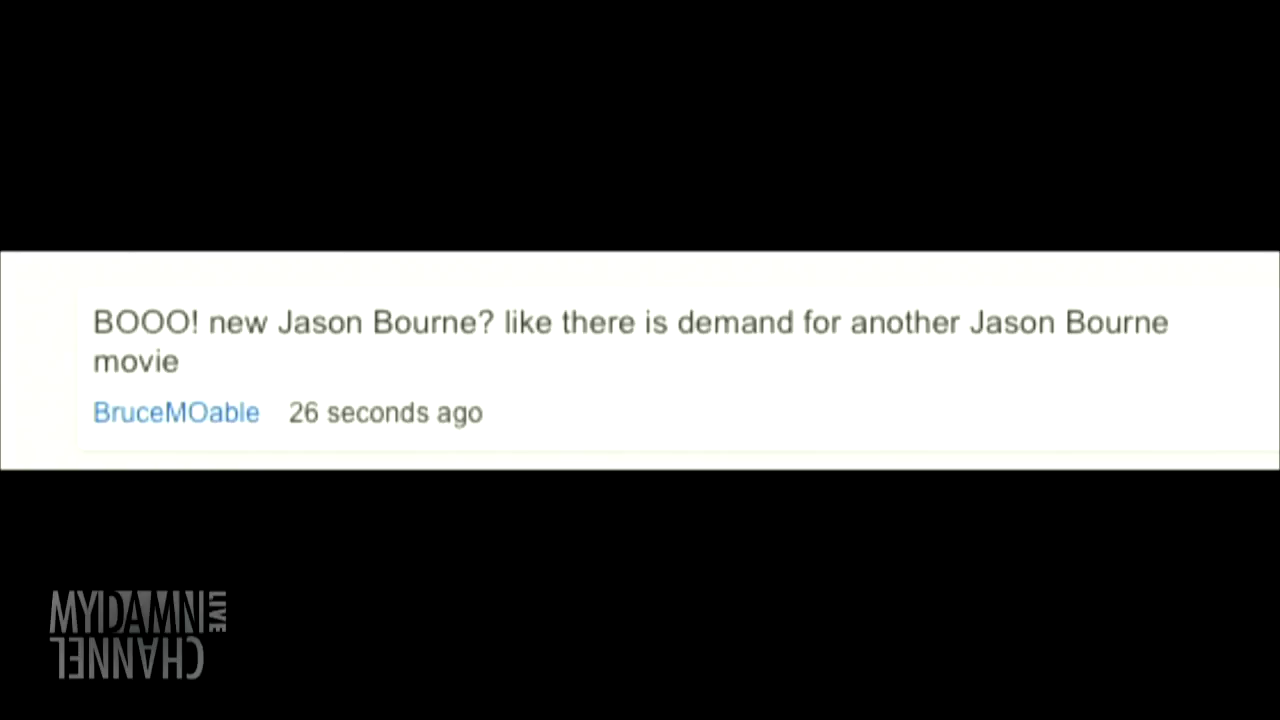 BOOO! new Jason Bourne? like there is demand for another Jason Bourne
movie
BruceMOable 26 seconds ago
MYDAMN LIVE
CHANNEL